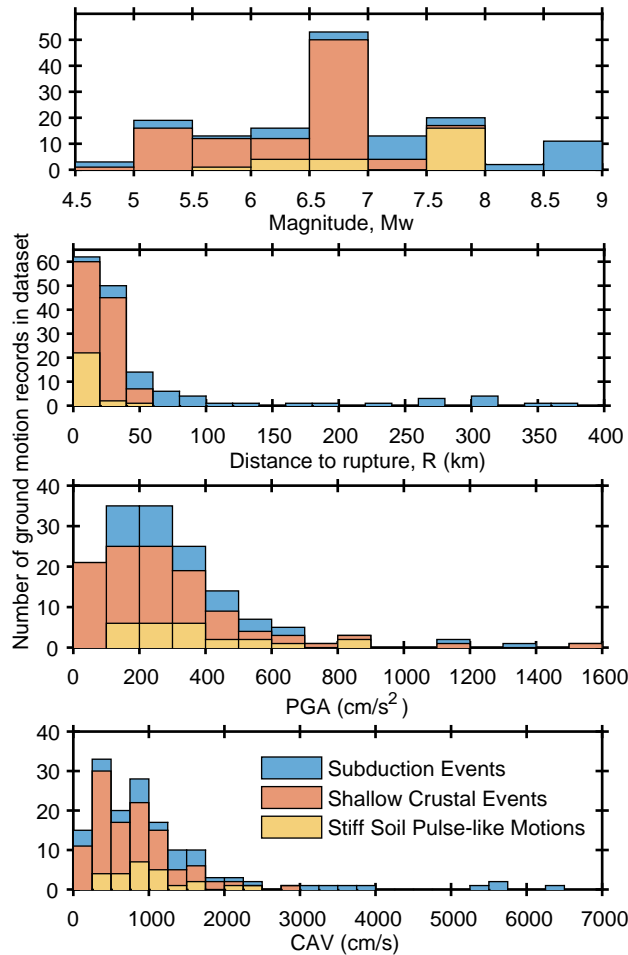 50
40
30
20
10
0
4.5 5 5.5 6 6.5 7 7.5 8 8.5 9
Magnitude, Mw
Number of ground motion records in dataset
60
50
40
30
20
10
0
0 50 100 150 200 250 300 350 400
Distance to rupture, R (km)
40
30
20
10
0
0 200 400 600 800 1000 1200 1400 1600
PGA (cm/s²)
40
30
20
10
0
Subduction Events
Shallow Crustal Events
Stiff Soil Pulse-like Motions
0 1000 2000 3000 4000 5000 6000 7000
CAV (cm/s)